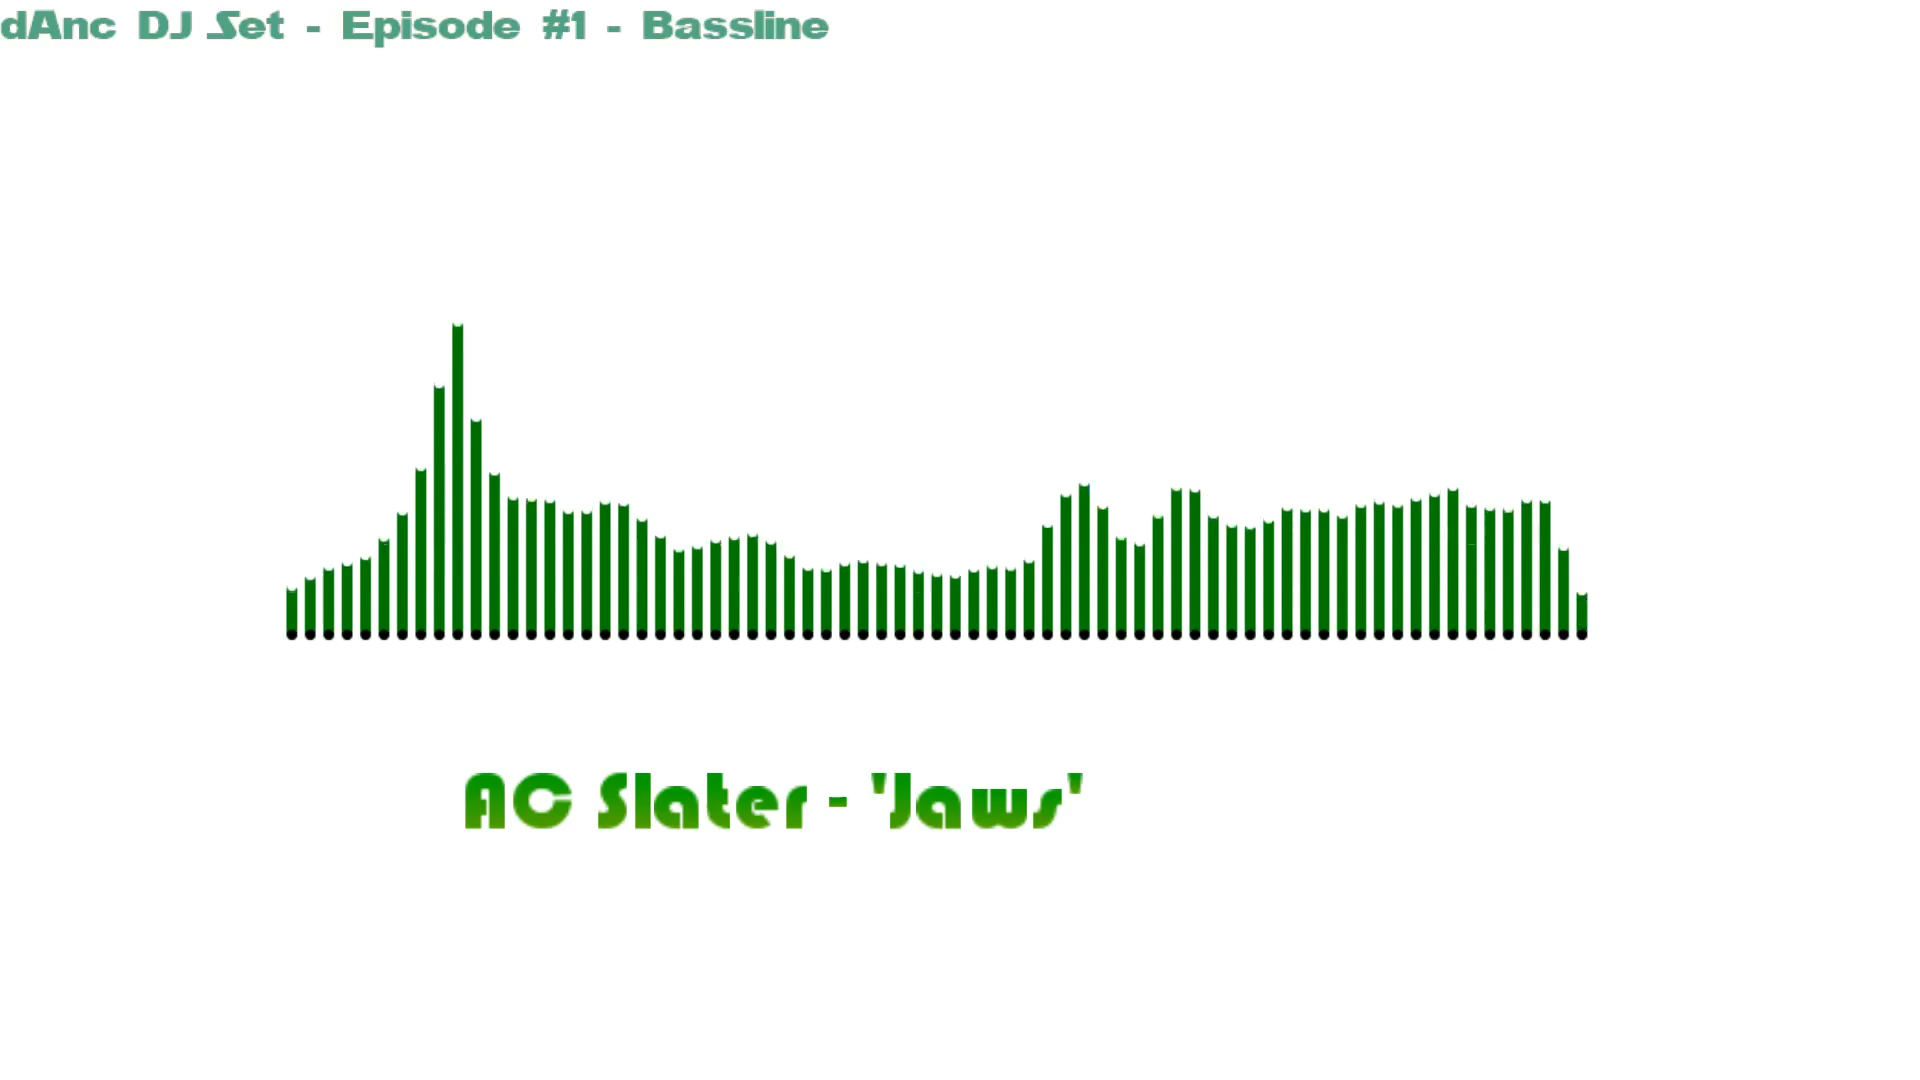 dAnc DJ Set - Episode #1 - Bassline
AC Slater - 'Jaws'